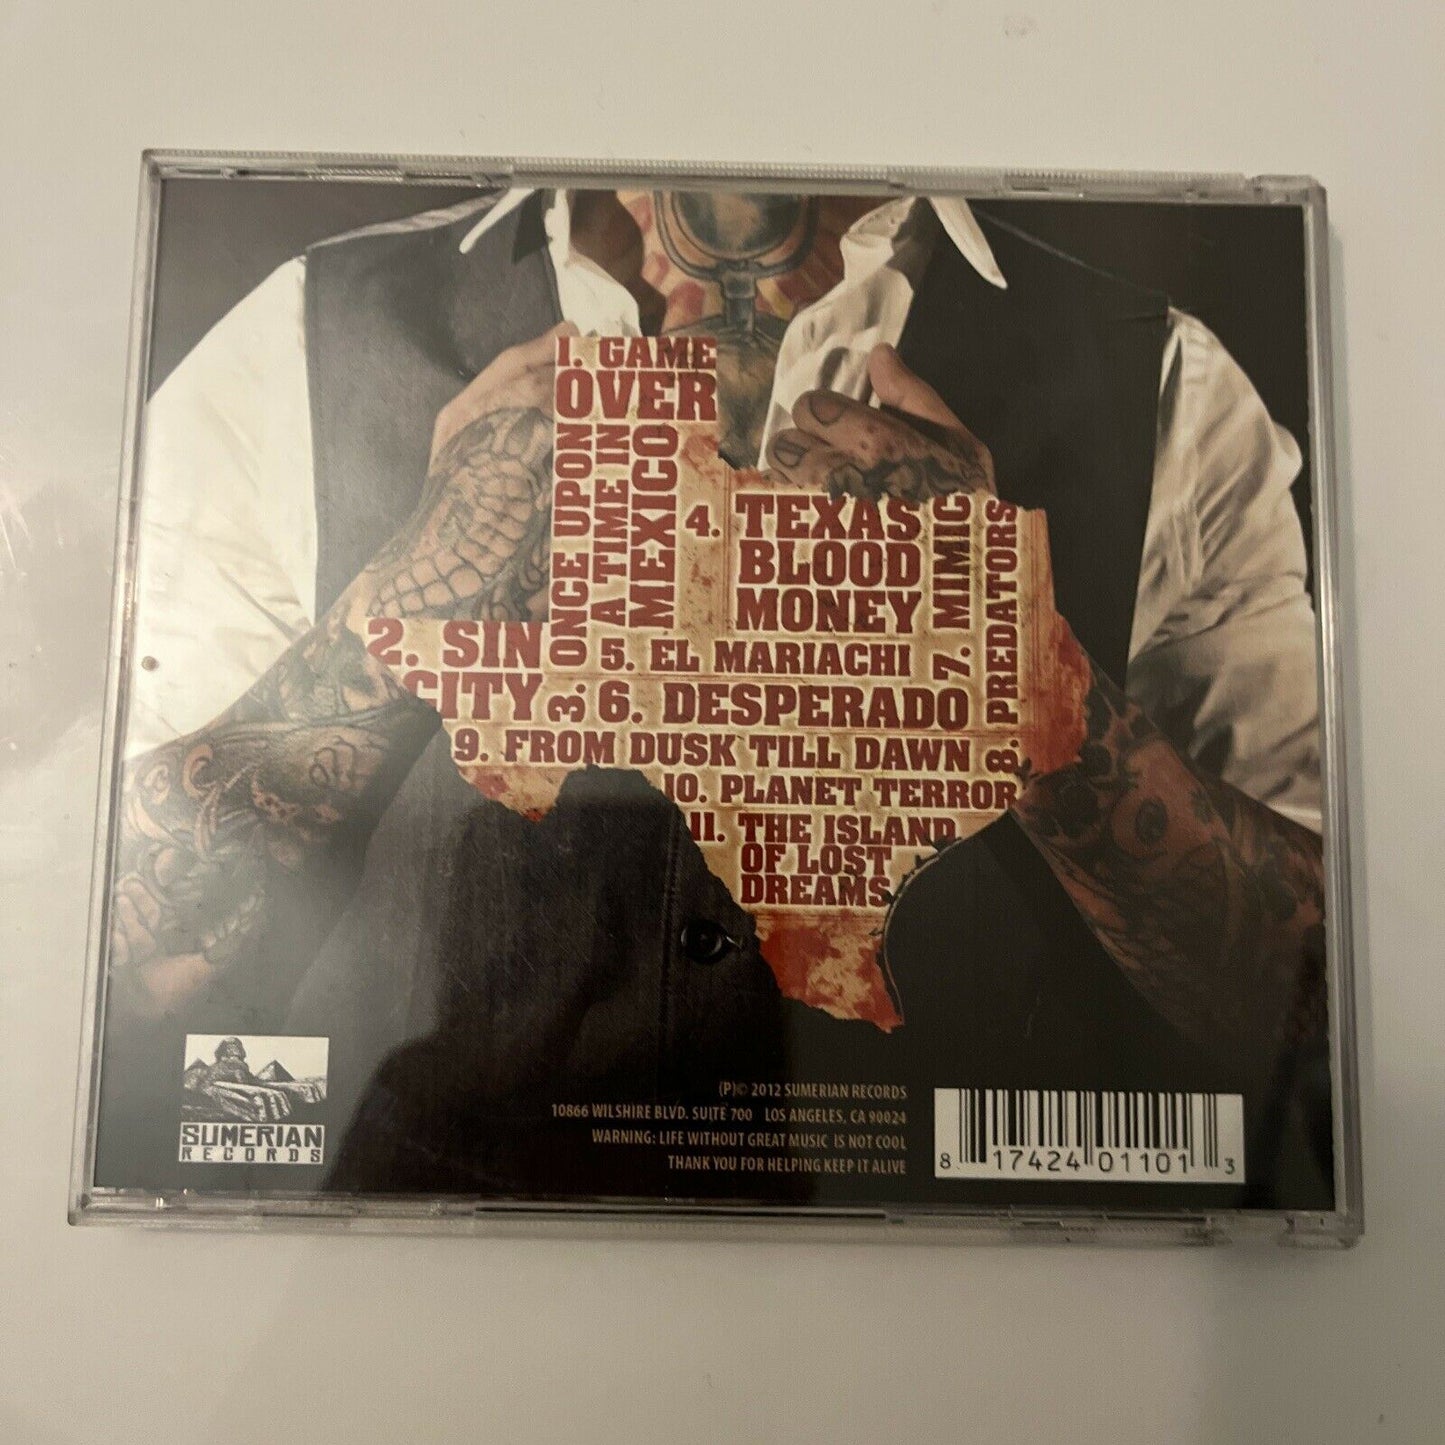 1. GAME
OVER
2. SIN
CITY
3. ONCE UPON
A TIME IN
MEXICO
4. TEXAS
BLOOD
MONEY
5. EL MARIACHI
6. DESPERADO
7. MIMIC
8. PREDATORS
9. FROM DUSK TILL DAWN
10. PLANET TERROR
11. THE ISLAND
OF LOST
DREAMS
SUMERIAN
RECORDS
(P)© 2012 SUMERIAN RECORDS
10866 WILSHIRE BLVD. SUITE 700 LOS ANGELES, CA 90024
WARNING: LIFE WITHOUT GREAT MUSIC IS NOT COOL
THANK YOU FOR HELPING KEEP IT ALIVE
8 17424 01101 3